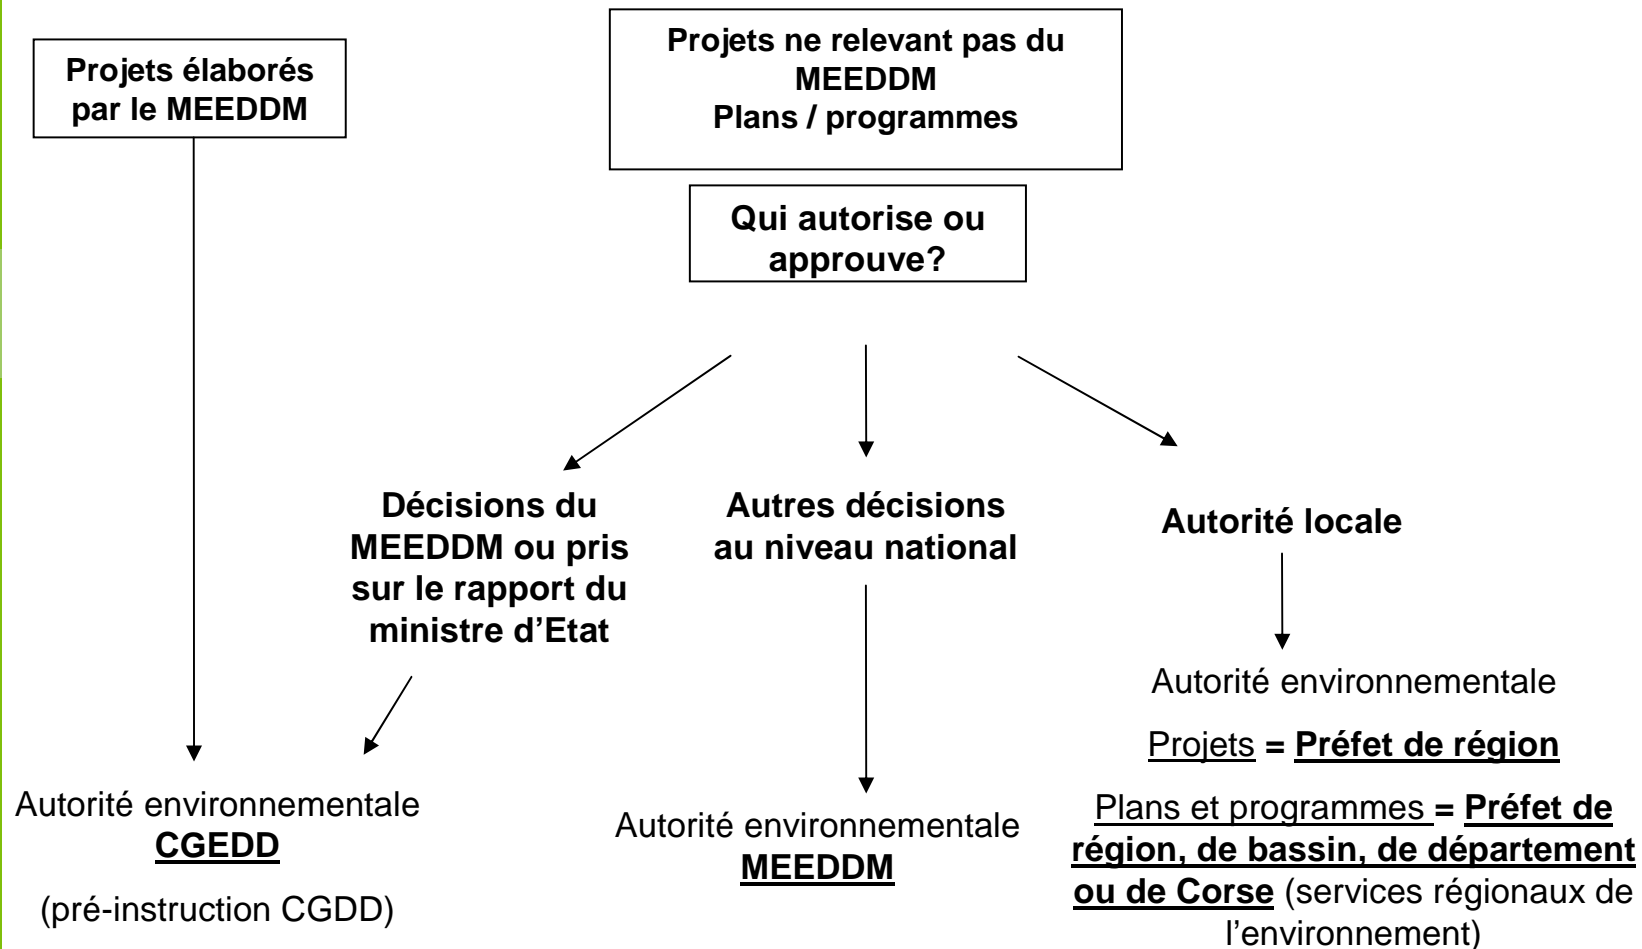 Projets élaborés
par le MEEDDM
Projets ne relevant pas du
MEEDDM
Plans / programmes
Qui autorise ou
approuve?
Décisions du
MEEDDM ou pris
sur le rapport du
ministre d'Etat
Autres décisions
au niveau national
Autorité locale
Autorité environnementale
CGEDD
(pré-instruction CGDD)
Autorité environnementale
MEEDDM
Autorité environnementale
Projets = Préfet de région
Plans et programmes = Préfet de
région, de bassin, de département
ou de Corse (services régionaux de
l'environnement)